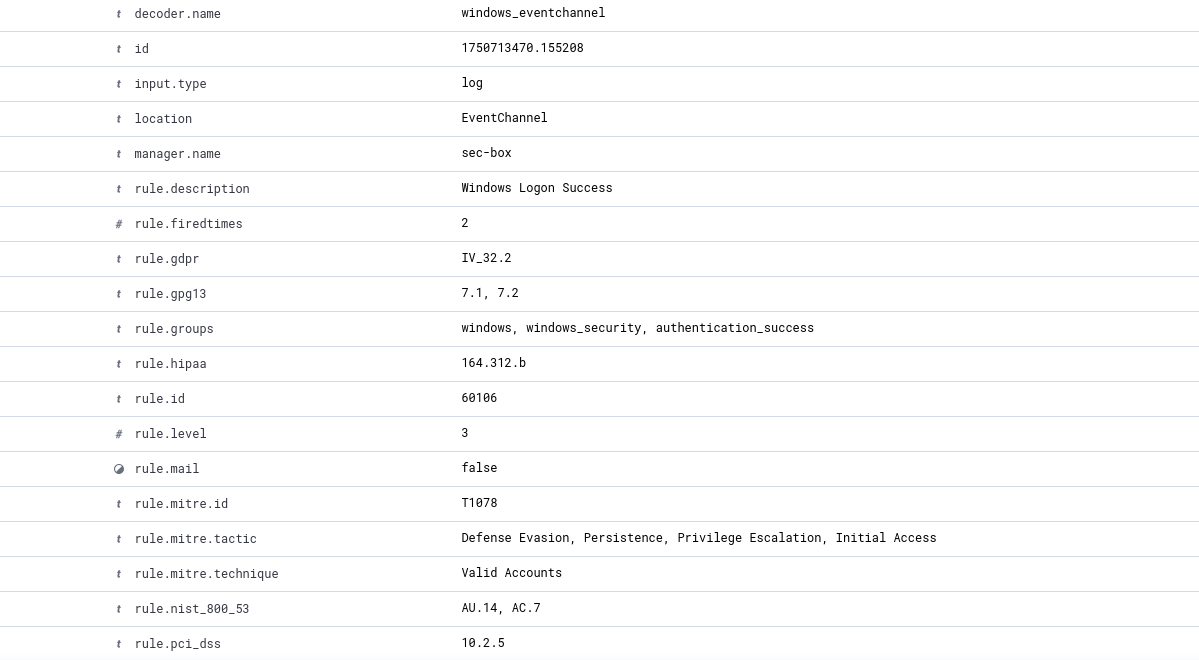 t decoder.name windows_eventchannel
t id 1750713470.155208
t input.type log
t location EventChannel
t manager.name sec-box
t rule.description Windows Logon Success
# rule.firedtimes 2
t rule.gdpr IV_32.2
t rule.gpg13 7.1, 7.2
t rule.groups windows, windows_security, authentication_success
t rule.hipaa 164.312.b
t rule.id 60106
# rule.level 3
rule.mail false
t rule.mitre.id T1078
t rule.mitre.tactic Defense Evasion, Persistence, Privilege Escalation, Initial Access
t rule.mitre.technique Valid Accounts
t rule.nist_800_53 AU.14, AC.7
t rule.pci_dss 10.2.5